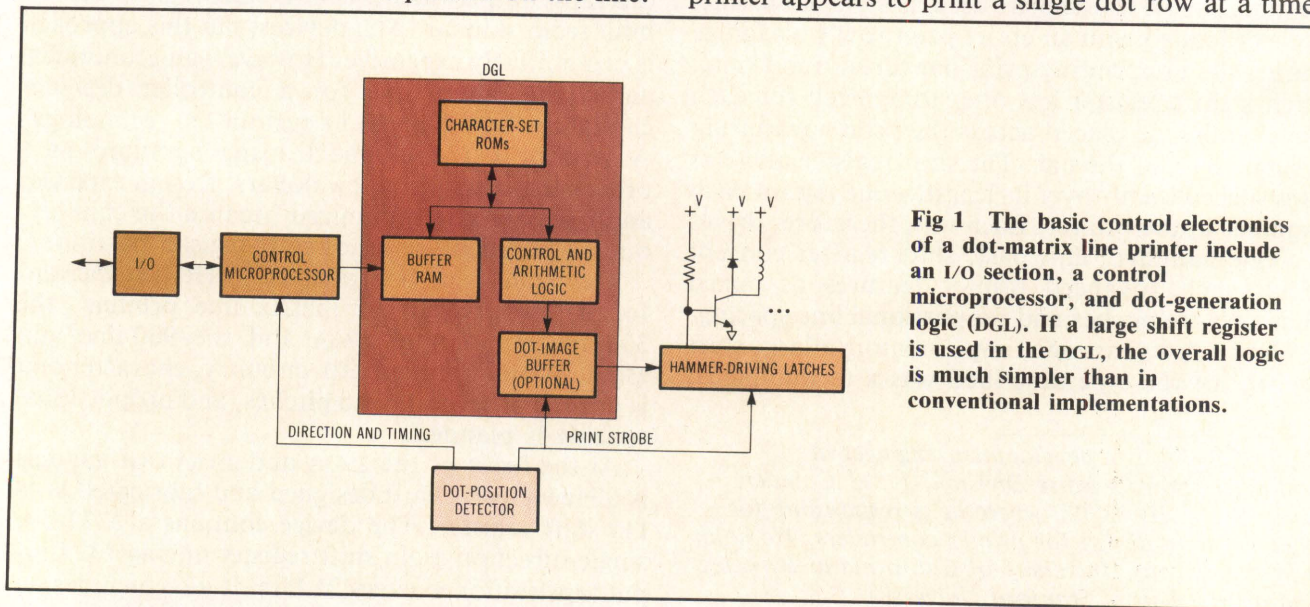 the line.
printer appears to print a single dot row at a time
DGL
CHARACTER-SET
ROMs
I/O
CONTROL
MICROPROCESSOR
BUFFER
RAM
CONTROL AND
ARITHMETIC
LOGIC
DOT-IMAGE
BUFFER
(OPTIONAL)
+V
+V
+V
...
HAMMER-DRIVING LATCHES
DIRECTION AND TIMING
PRINT STROBE
DOT-POSITION
DETECTOR
Fig 1 The basic control electronics
of a dot-matrix line printer include
an I/O section, a control
microprocessor, and dot-generation
logic (DGL). If a large shift register
is used in the DGL, the overall logic
is much simpler than in
conventional implementations.